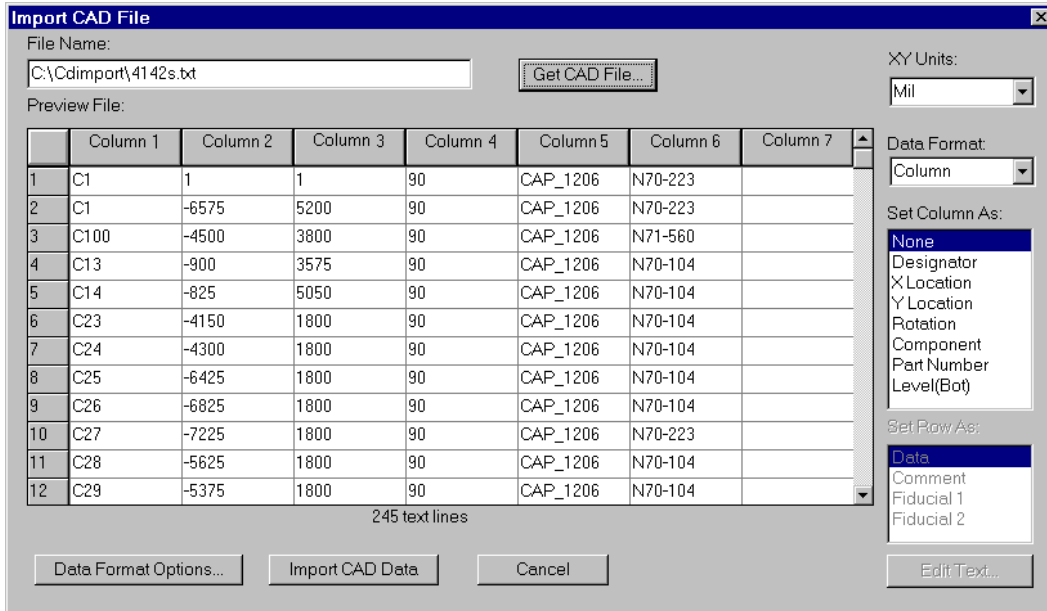 Import CAD File
File Name:
C:\Cdimport\4142s.txt
Get CAD File...
XY Units:
Mil
Preview File:
Data Format:
Column
Column 1 Column 2 Column 3 Column 4 Column 5 Column 6 Column 7
1 C1 1 1 90 CAP_1206 N70-223
2 C1 -6575 5200 90 CAP_1206 N70-223
3 C100 -4500 3800 90 CAP_1206 N71-560
4 C13 -900 3575 90 CAP_1206 N70-104
5 C14 -825 5050 90 CAP_1206 N70-104
6 C23 -4150 1800 90 CAP_1206 N70-104
7 C24 -4300 1800 90 CAP_1206 N70-104
8 C25 -6425 1800 90 CAP_1206 N70-104
9 C26 -6825 1800 90 CAP_1206 N70-104
10 C27 -7225 1800 90 CAP_1206 N70-223
11 C28 -5625 1800 90 CAP_1206 N70-104
12 C29 -5375 1800 90 CAP_1206 N70-104
245 text lines
Set Column As:
None
Designator
X Location
Y Location
Rotation
Component
Part Number
Level(Bot)
Set Row As:
Data
Comment
Fiducial 1
Fiducial 2
Data Format Options...
Import CAD Data
Cancel
Edit Text...